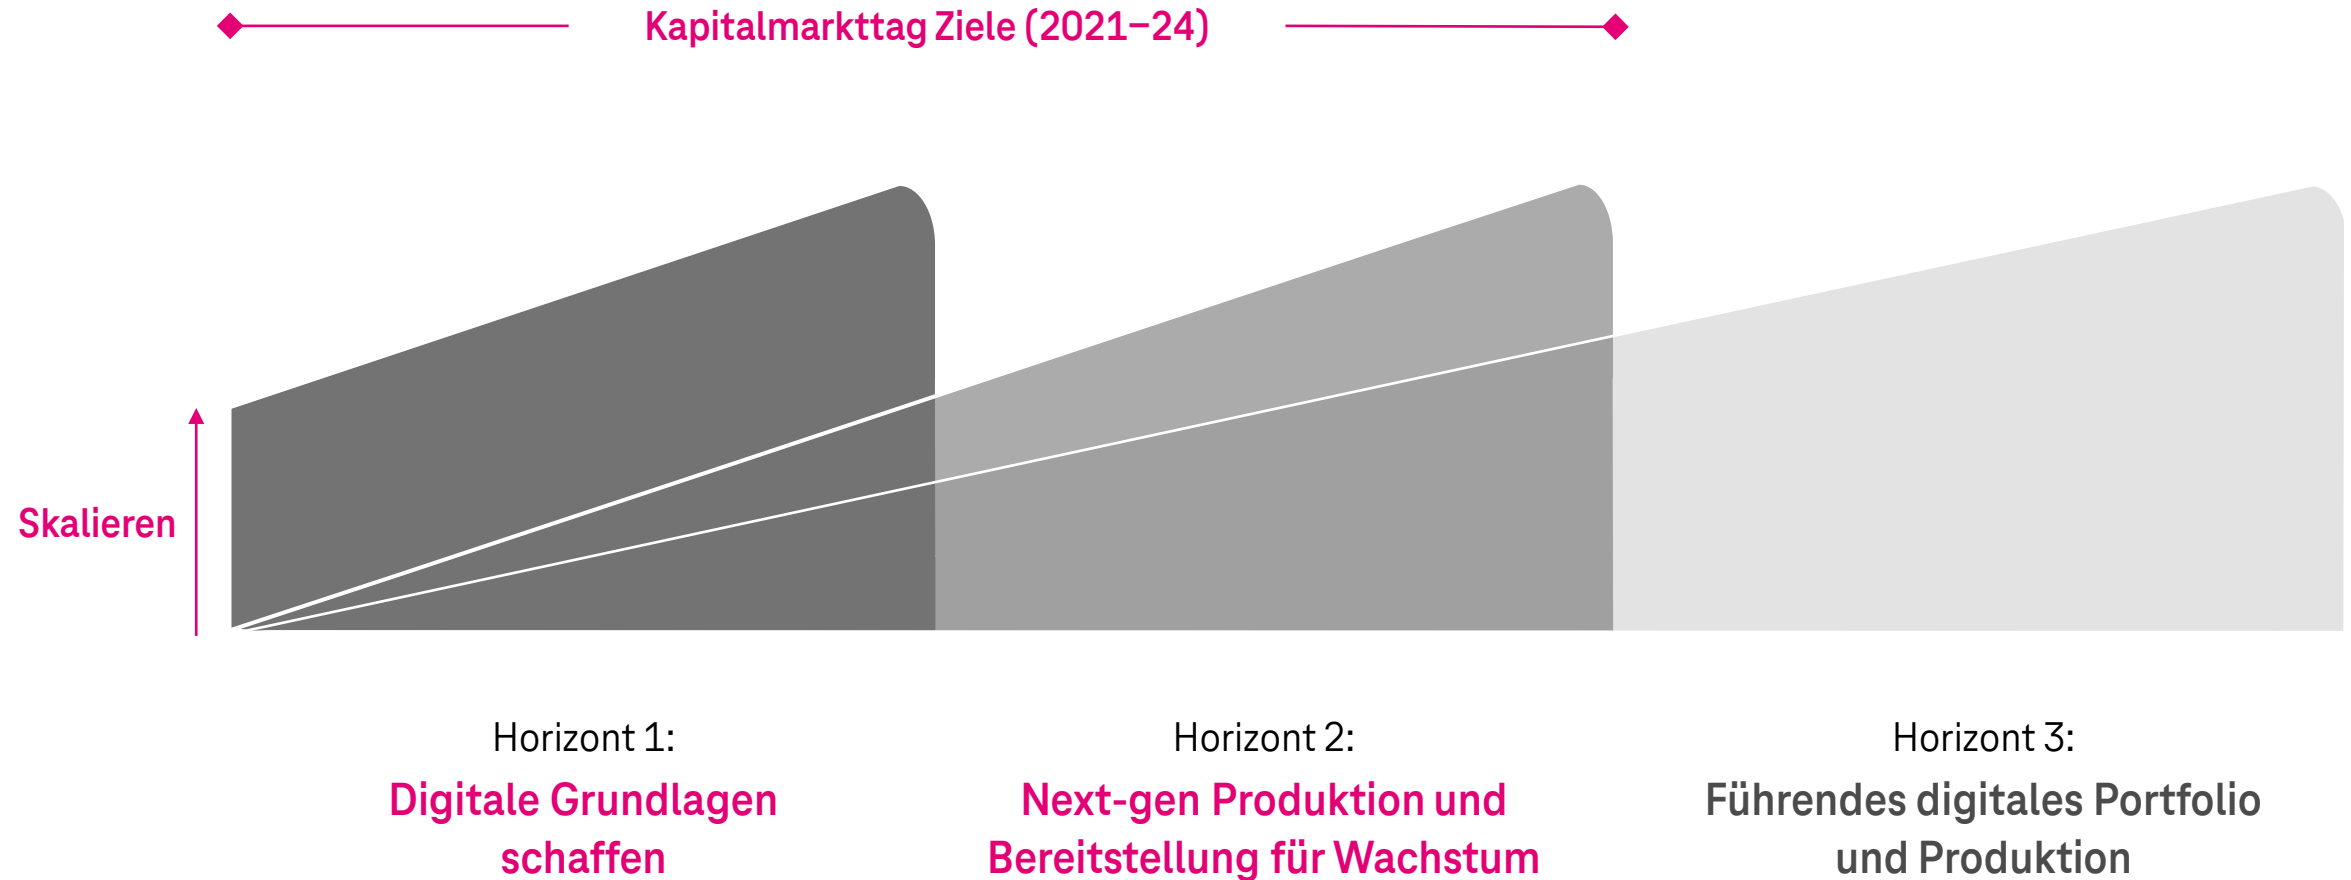 Kapitalmarkttag Ziele (2021–24)
Skalieren
Horizont 1:
Digitale Grundlagen
schaffen
Horizont 2:
Next-gen Produktion und
Bereitstellung für Wachstum
Horizont 3:
Führendes digitales Portfolio
und Produktion